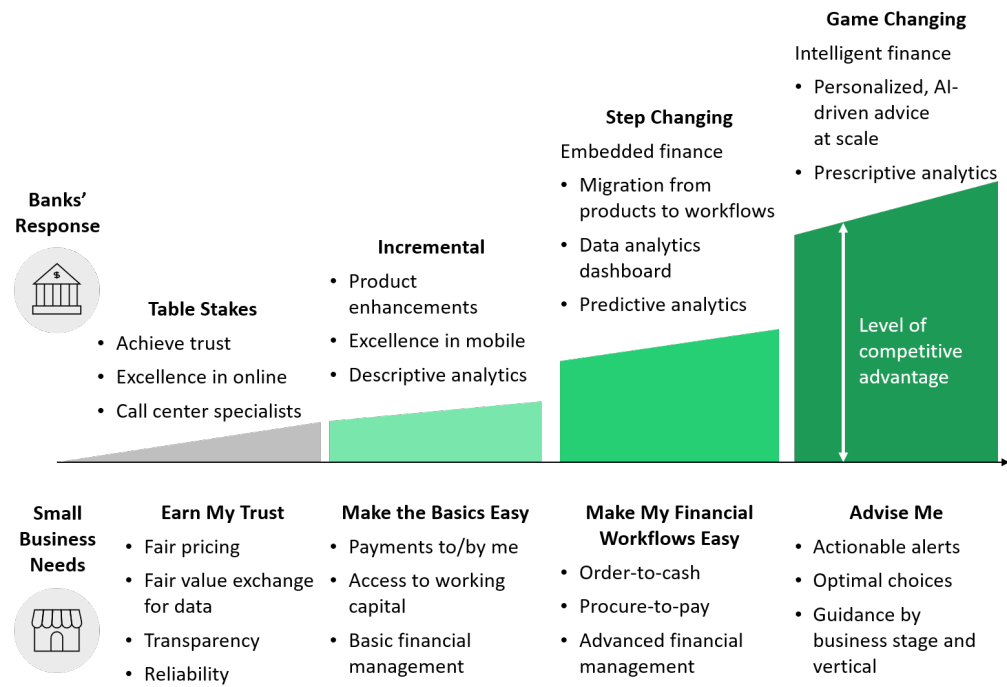 Banks'
Response
$
Table Stakes
• Achieve trust
• Excellence in online
• Call center specialists
Incremental
• Product
enhancements
• Excellence in mobile
• Descriptive analytics
Step Changing
Embedded finance
• Migration from
products to workflows
• Data analytics
dashboard
• Predictive analytics
Game Changing
Intelligent finance
• Personalized, AI-
driven advice
at scale
• Prescriptive analytics
Level of
competitive
advantage
Small
Business
Needs
Earn My Trust
• Fair pricing
• Fair value exchange
for data
• Transparency
• Reliability
Make the Basics Easy
• Payments to/by me
• Access to working
capital
• Basic financial
management
Make My Financial
Workflows Easy
• Order-to-cash
• Procure-to-pay
• Advanced financial
management
Advise Me
• Actionable alerts
• Optimal choices
• Guidance by
business stage and
vertical